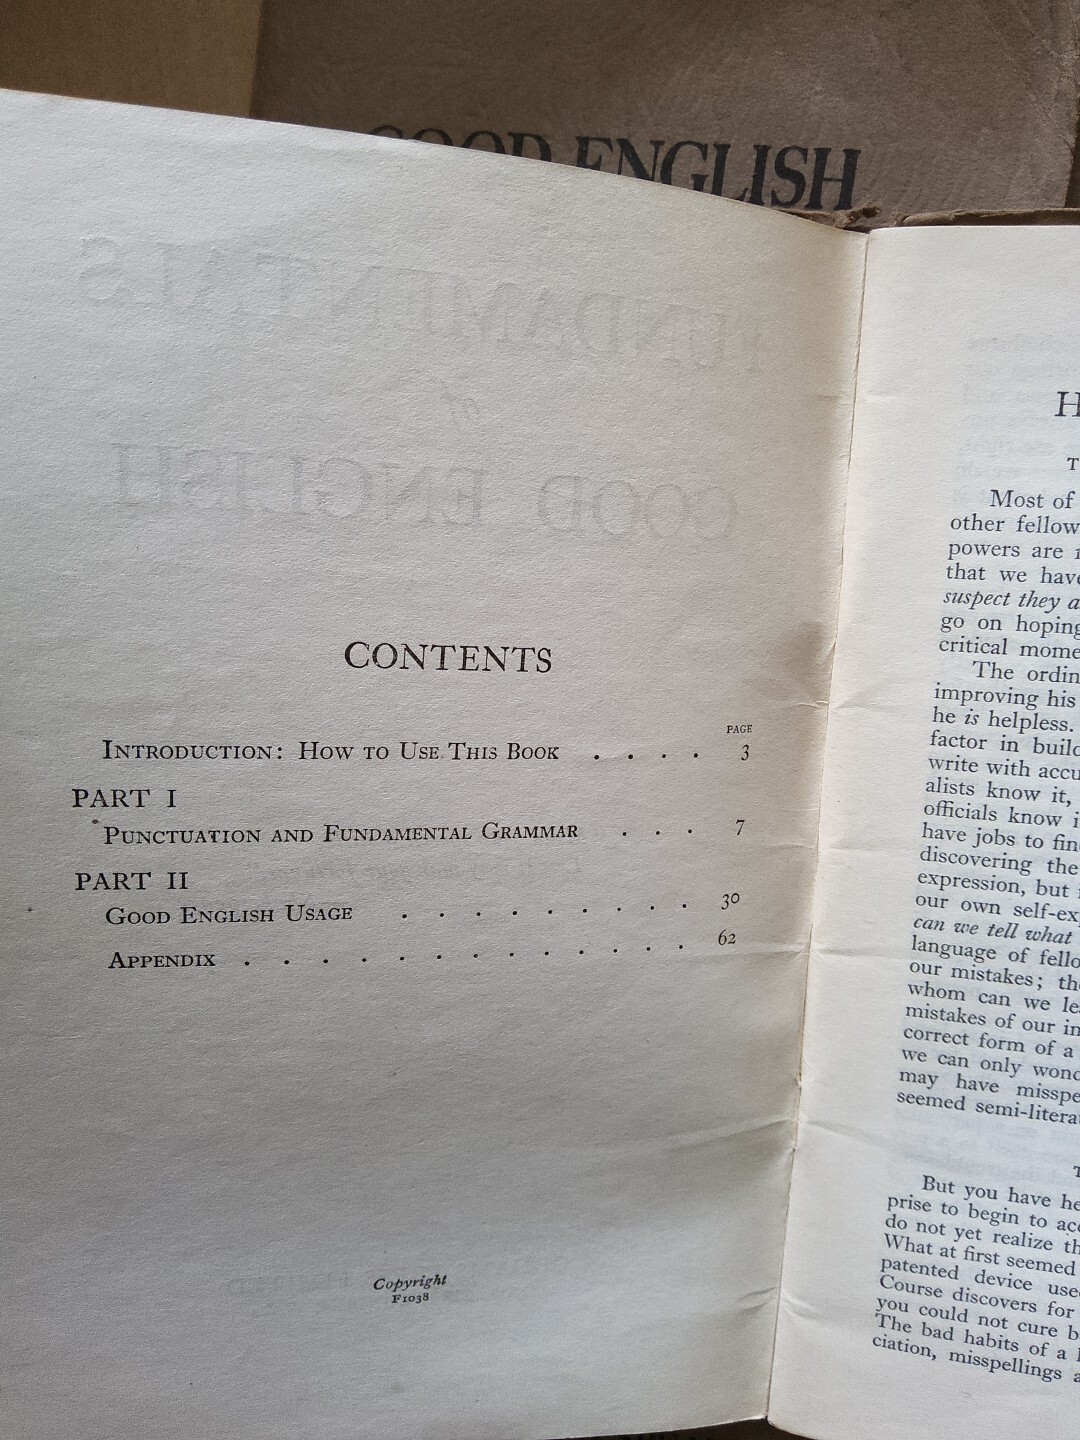 GOOD ENGLISH
FUNDAMENTALS
of
GOOD ENGLISH
CONTENTS
PAGE
INTRODUCTION: HOW TO USE THIS BOOK . . . . 3
PART I
PUNCTUATION AND FUNDAMENTAL GRAMMAR . . . 7
PART II
GOOD ENGLISH USAGE . . . . . . . . . 30
APPENDIX . . . . . . . . . . . . 62
Copyright
F1038
H
T
Most of
other fellow
powers are
that we have
suspect they a
go on hoping
critical mome
The ordin
improving his
he is helpless.
factor in build
write with accu
alists know it,
officials know i
have jobs to fin
discovering the
expression, but
our own self-ex
can we tell what
language of fello
our mistakes; the
whom can we le
mistakes of our in
correct form of a
we can only wond
may have misspe
seemed semi-litera
T
But you have he
prise to begin to acc
do not yet realize th
What at first seemed
patented device use
Course discovers for
you could not cure b
The bad habits of a
ciation, misspellings a